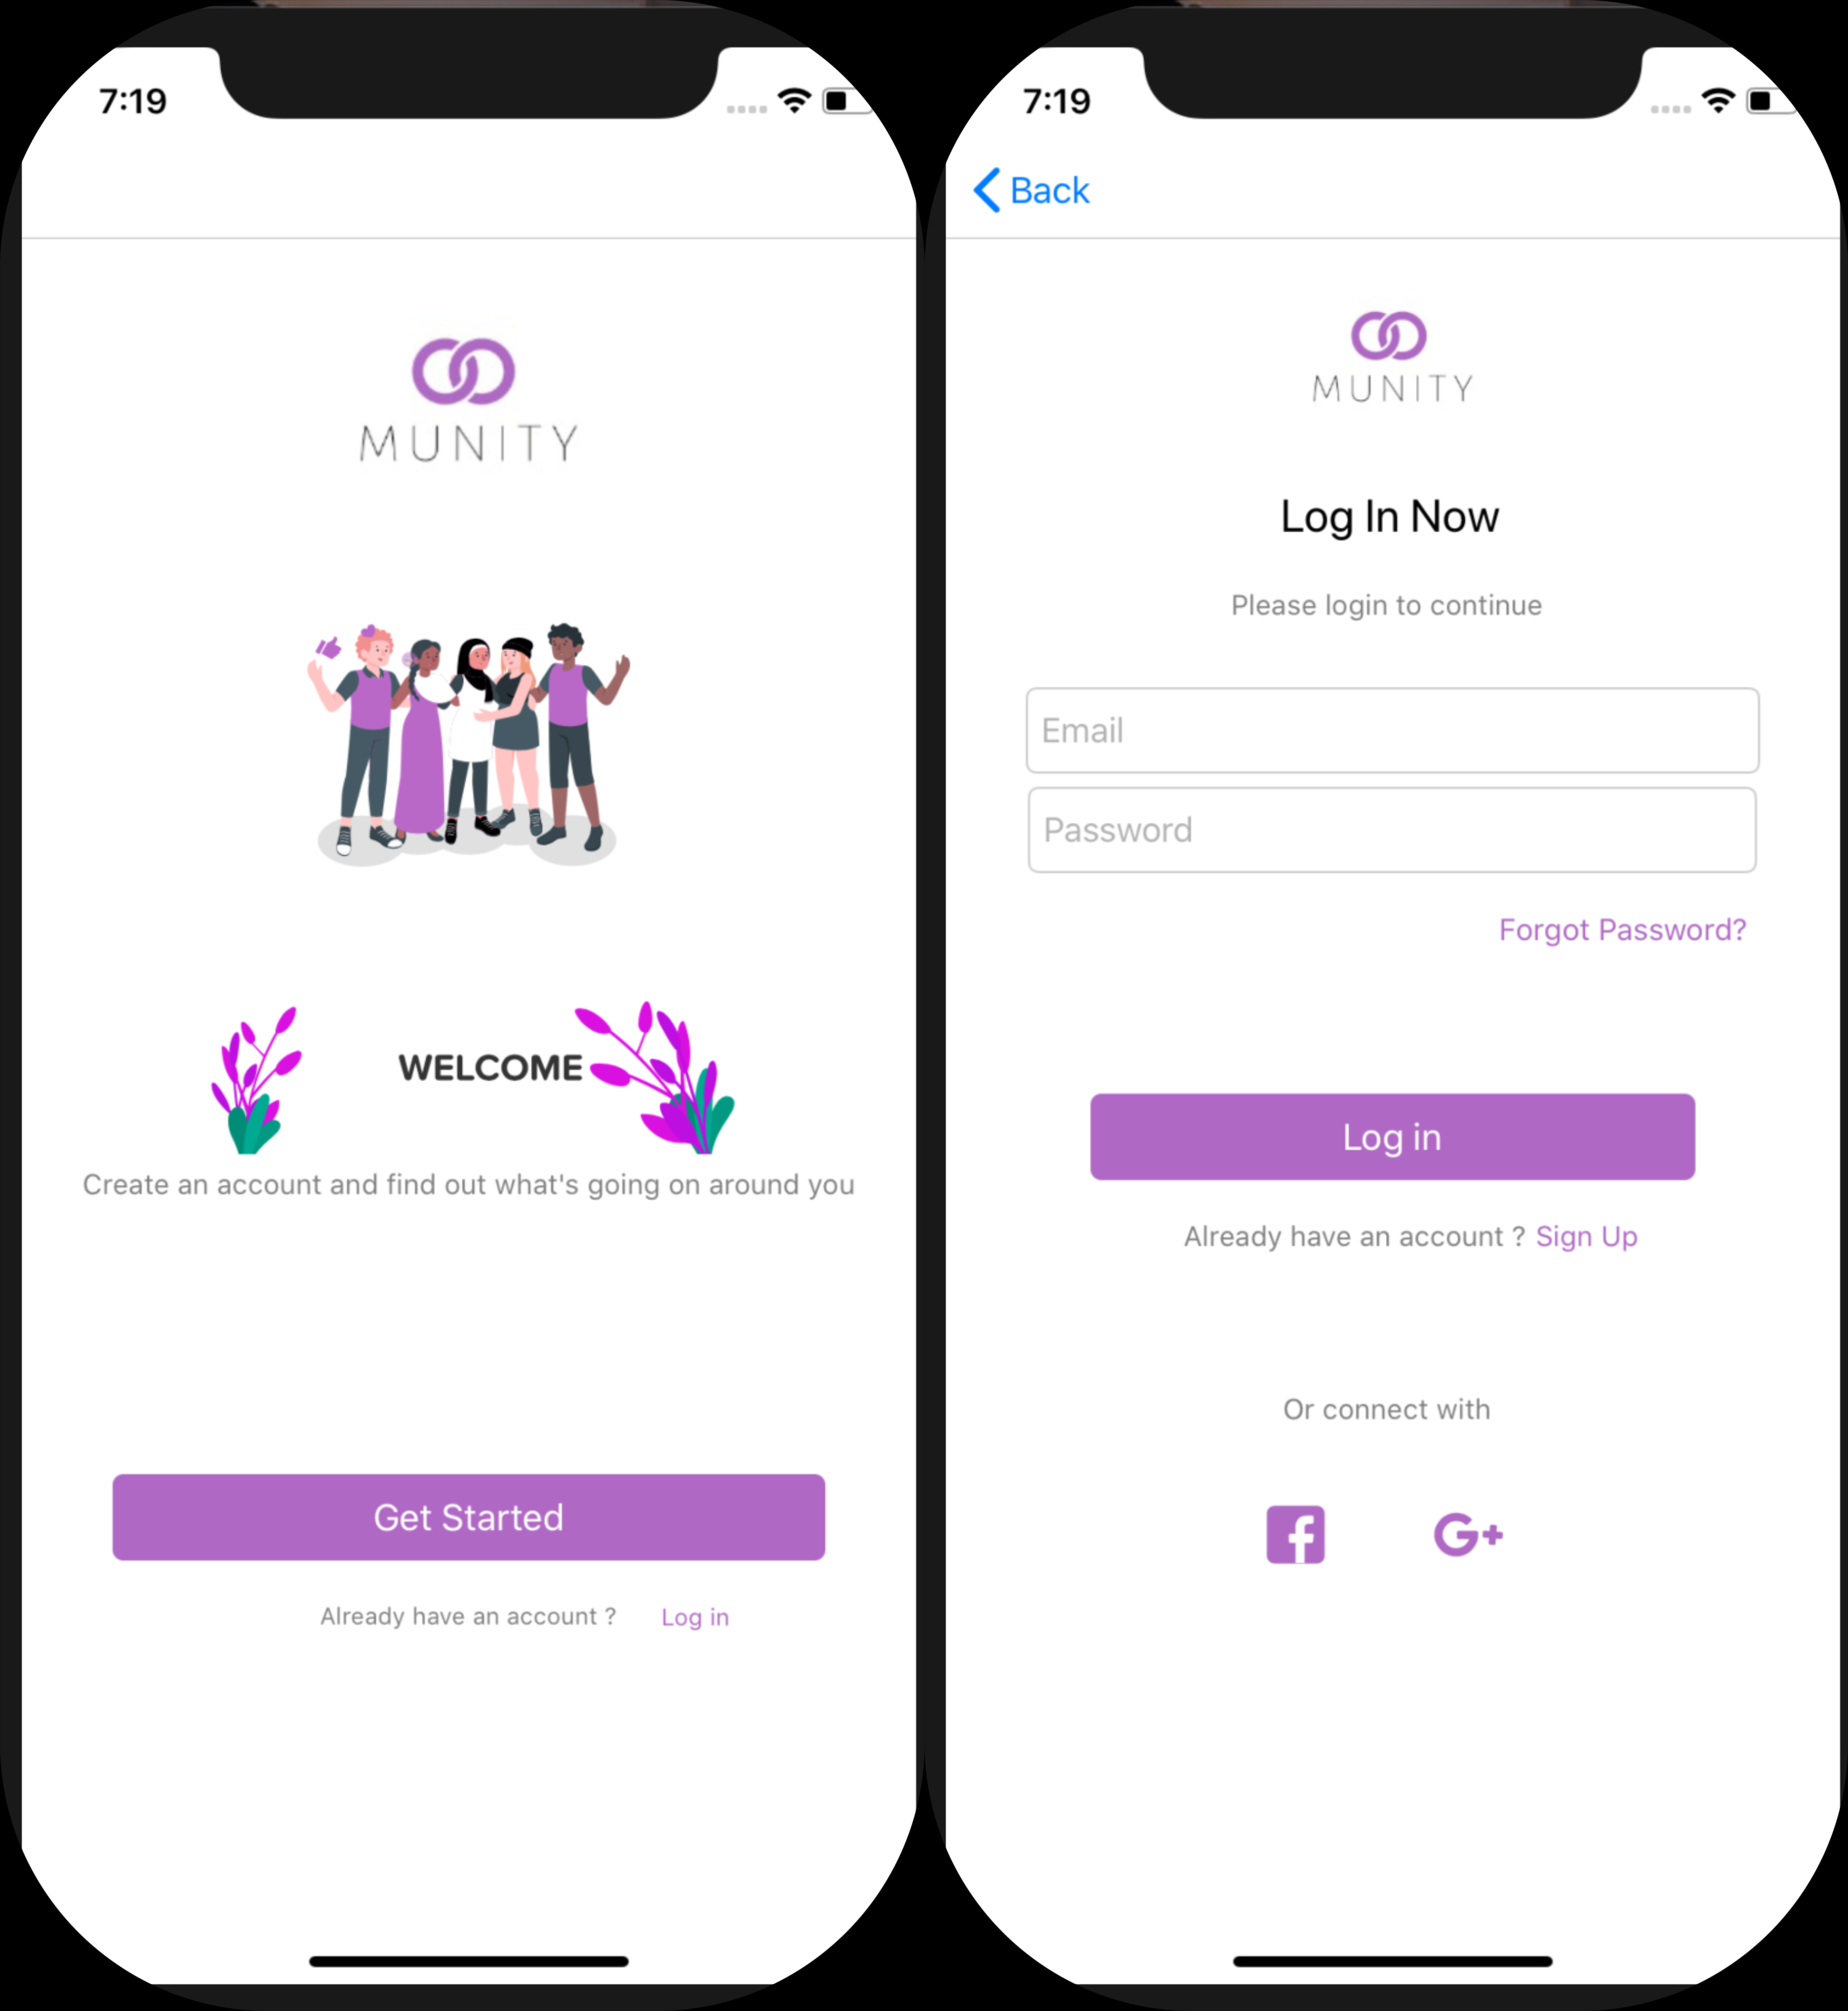 7:19
MUNITY
WELCOME
Create an account and find out what's going on around you
Get Started
Already have an account ? Log in
7:19
Back
MUNITY
Log In Now
Please login to continue
Email
Password
Forgot Password?
Log in
Already have an account ? Sign Up
Or connect with
f G+